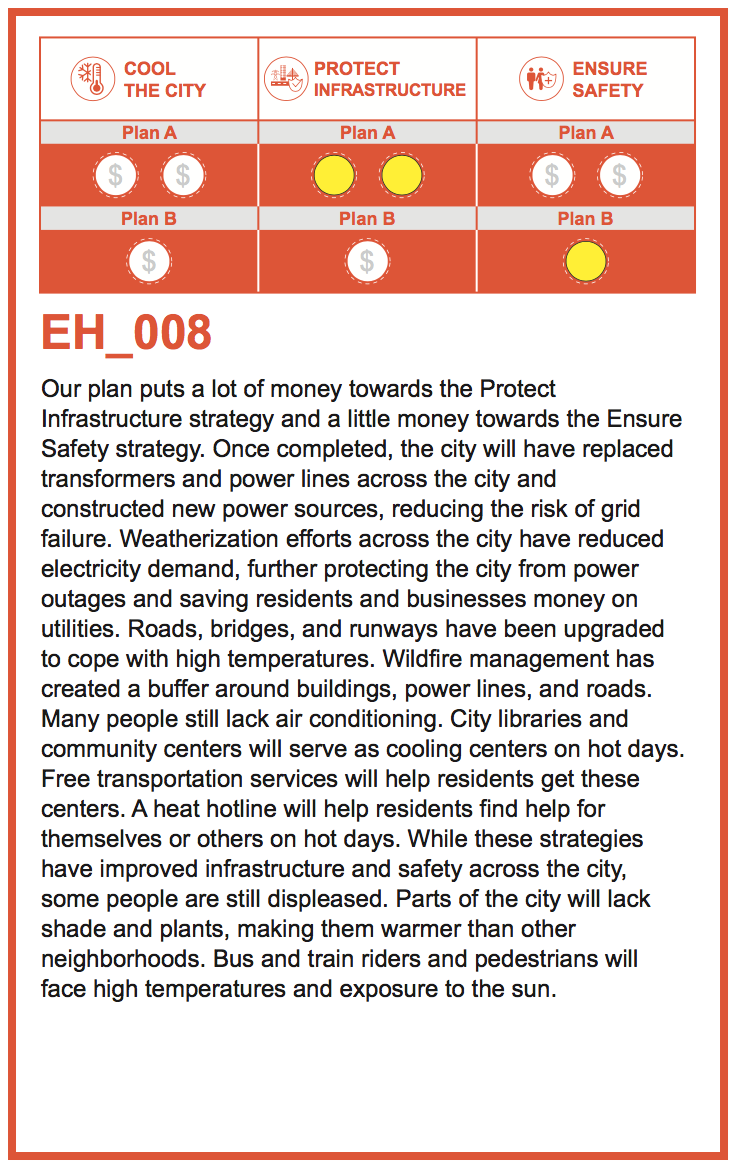 COOL
THE CITY
PROTECT
INFRASTRUCTURE
ENSURE
SAFETY
Plan A
Plan A
Plan A
$ $
$ $
Plan B
Plan B
Plan B
$
$
EH_008
Our plan puts a lot of money towards the Protect
Infrastructure strategy and a little money towards the Ensure
Safety strategy. Once completed, the city will have replaced
transformers and power lines across the city and
constructed new power sources, reducing the risk of grid
failure. Weatherization efforts across the city have reduced
electricity demand, further protecting the city from power
outages and saving residents and businesses money on
utilities. Roads, bridges, and runways have been upgraded
to cope with high temperatures. Wildfire management has
created a buffer around buildings, power lines, and roads.
Many people still lack air conditioning. City libraries and
community centers will serve as cooling centers on hot days.
Free transportation services will help residents get these
centers. A heat hotline will help residents find help for
themselves or others on hot days. While these strategies
have improved infrastructure and safety across the city,
some people are still displeased. Parts of the city will lack
shade and plants, making them warmer than other
neighborhoods. Bus and train riders and pedestrians will
face high temperatures and exposure to the sun.